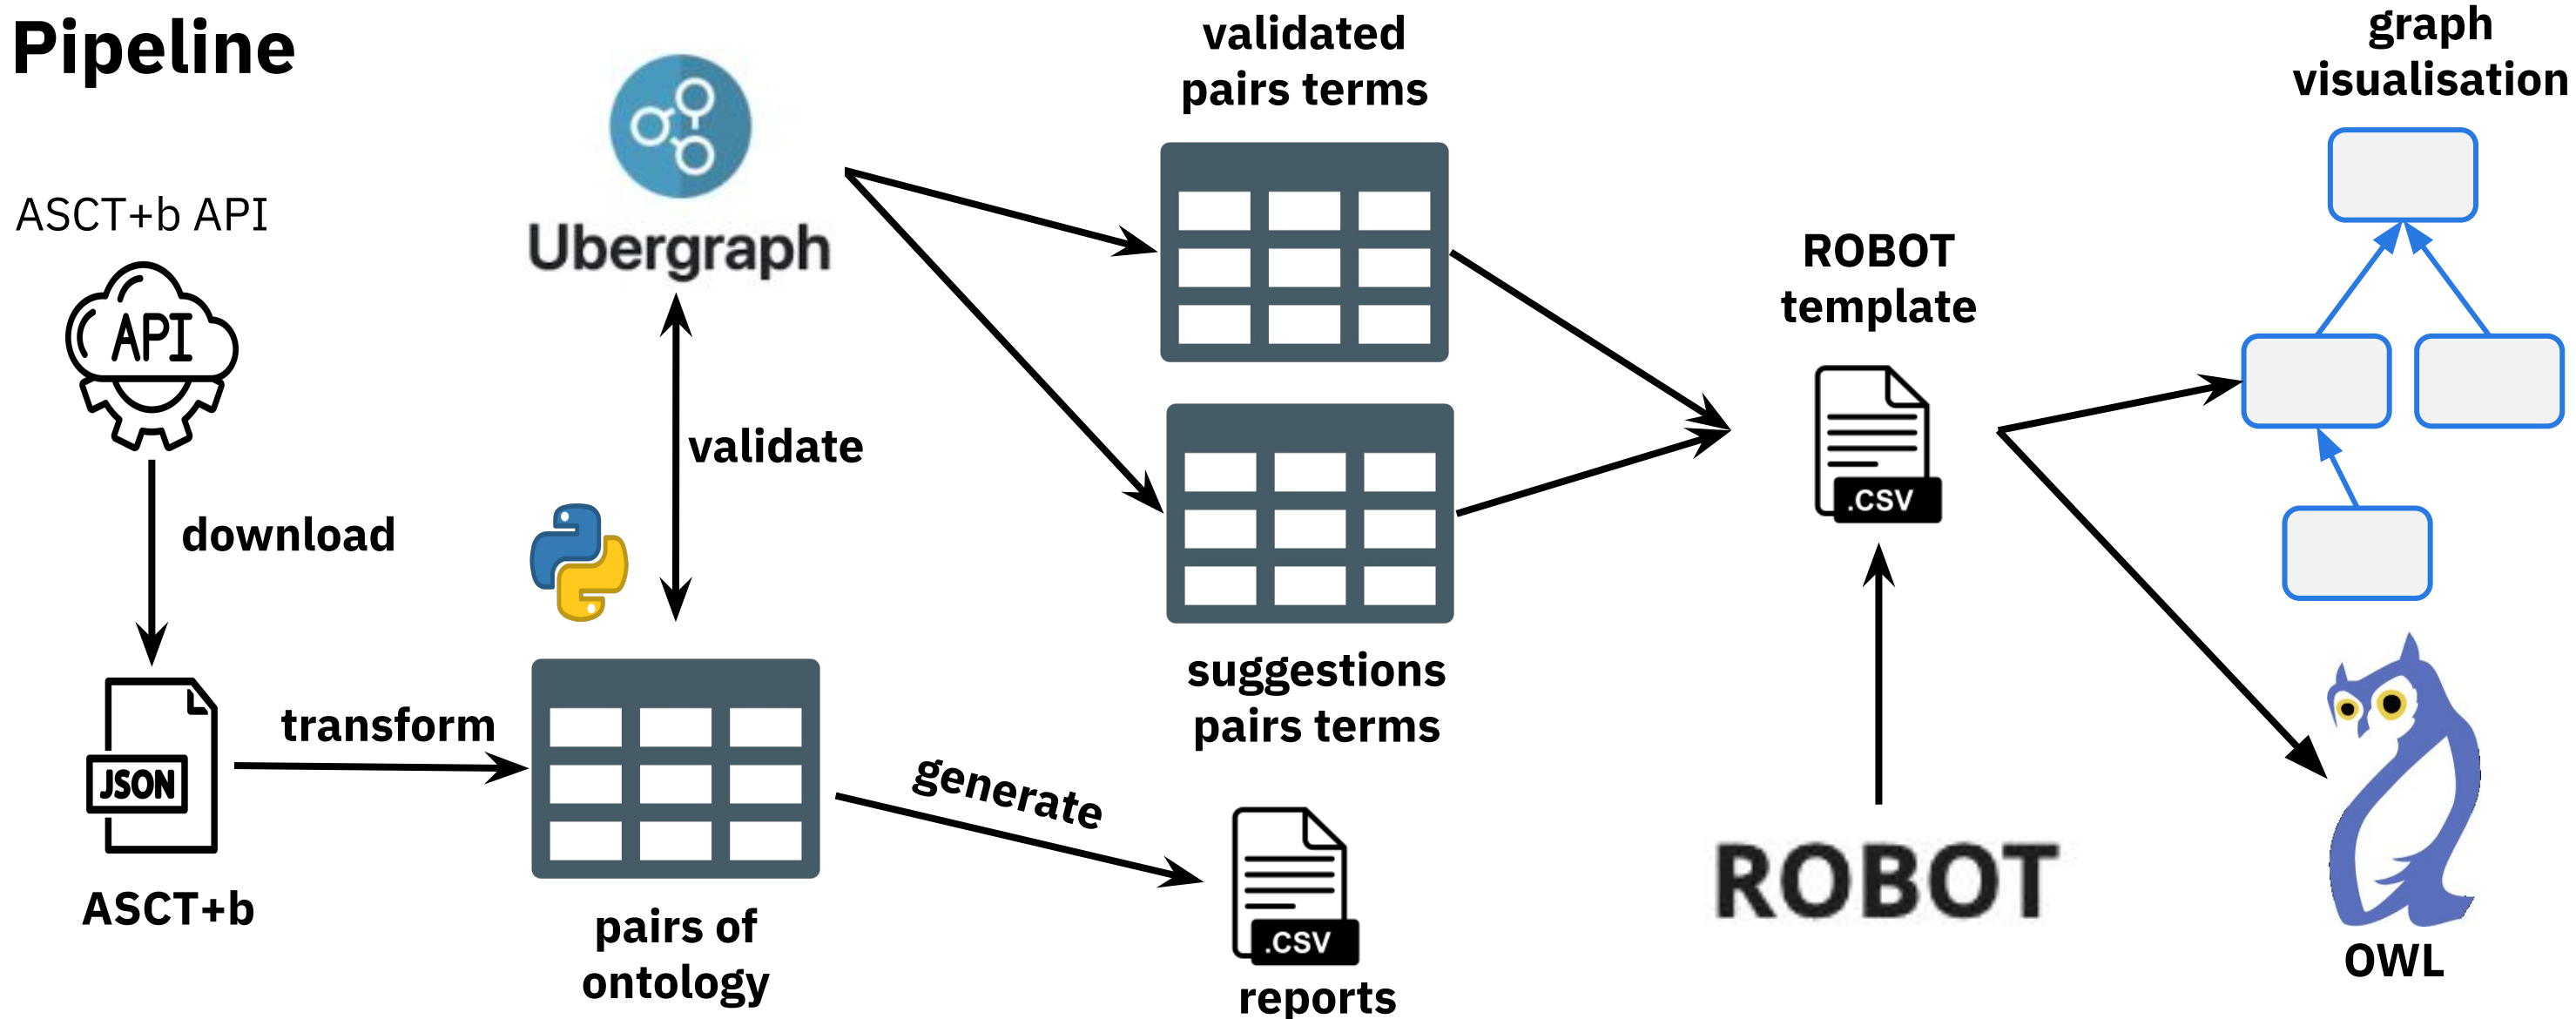 Pipeline
ASCT+b API
API
download
JSON
ASCT+b
transform
Ubergraph
validate
pairs of
ontology
generate
validated
pairs terms
suggestions
pairs terms
.CSV
reports
ROBOT
template
.CSV
ROBOT
graph
visualisation
OWL